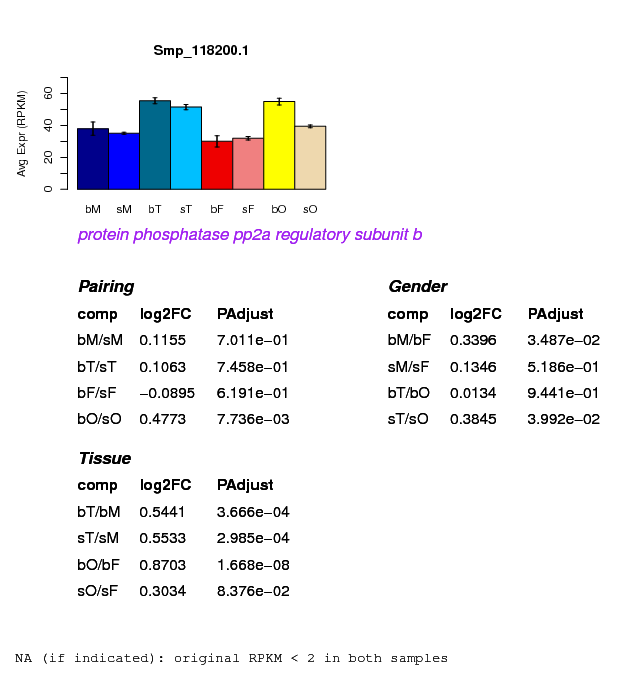 Smp_118200.1
Avg Expr (RPKM)
0 20 40 60
bM sM bT sT bF sF bO sO
protein phosphatase pp2a regulatory subunit b
Pairing
comp log2FC PAdjust
bM/sM 0.1155 7.011e−01
bT/sT 0.1063 7.458e−01
bF/sF −0.0895 6.191e−01
bO/sO 0.4773 7.736e−03
Gender
comp log2FC PAdjust
bM/bF 0.3396 3.487e−02
sM/sF 0.1346 5.186e−01
bT/bO 0.0134 9.441e−01
sT/sO 0.3845 3.992e−02
Tissue
comp log2FC PAdjust
bT/bM 0.5441 3.666e−04
sT/sM 0.5533 2.985e−04
bO/bF 0.8703 1.668e−08
sO/sF 0.3034 8.376e−02
NA (if indicated): original RPKM < 2 in both samples